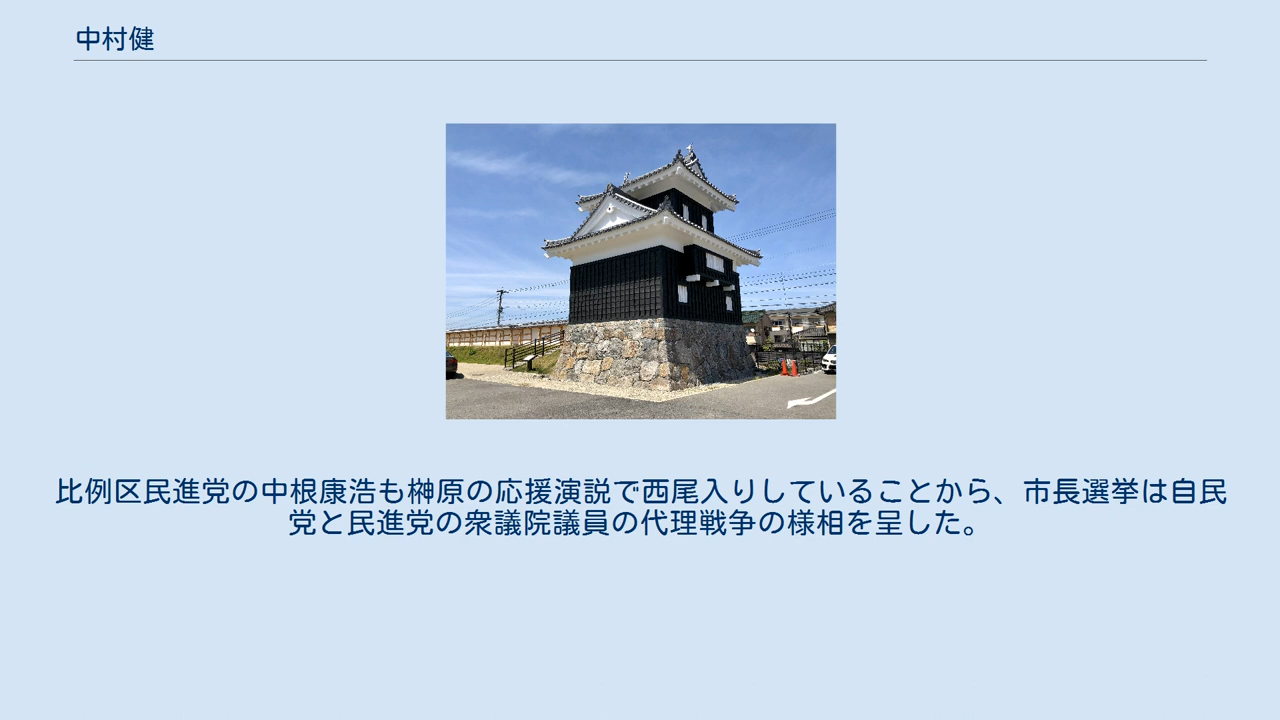 中村健
比例区民進党の中根康浩も榊原の応援演説で西尾入りしていることから、市長選挙は自民
党と民進党の衆議院議員の代理戦争の様相を呈した。